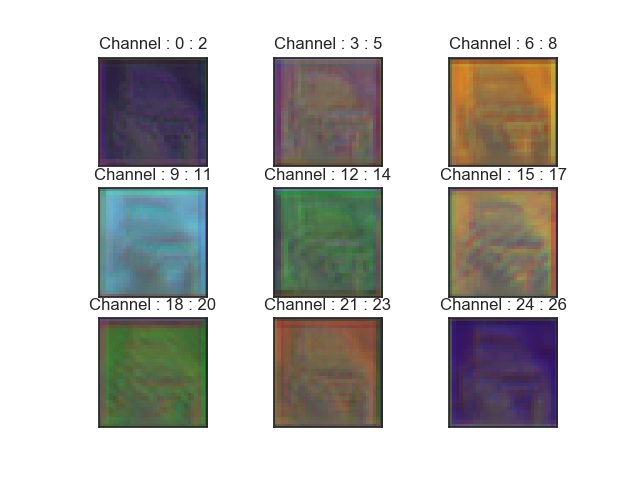 Channel : 0 : 2
Channel : 3 : 5
Channel : 6 : 8
Channel : 9 : 11
Channel : 12 : 14
Channel : 15 : 17
Channel : 18 : 20
Channel : 21 : 23
Channel : 24 : 26